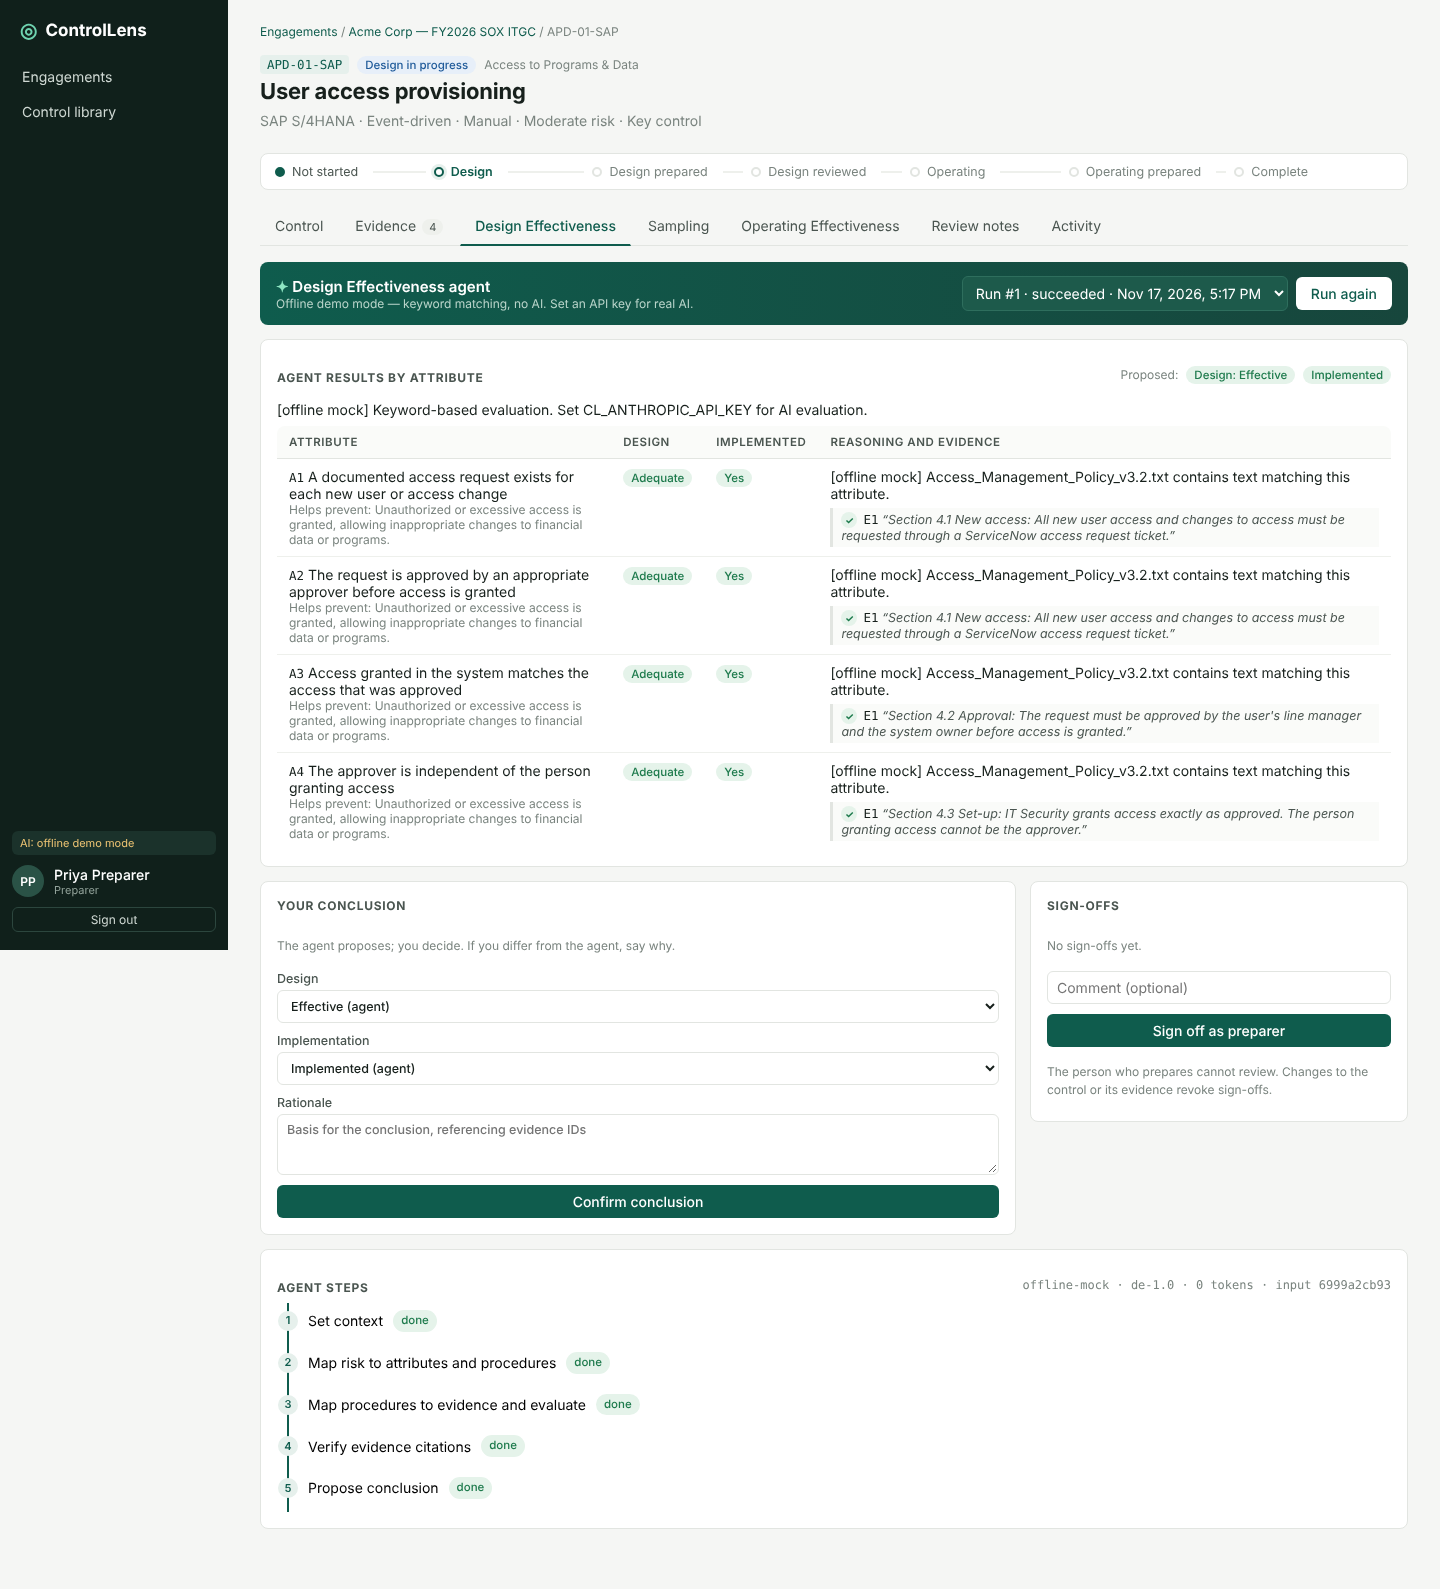 ControlLens
Engagements
Control library
AI: offline demo mode
PP
Priya Preparer
Preparer
Sign out
Engagements / Acme Corp — FY2026 SOX ITGC / APD-01-SAP
APD-01-SAP Design in progress Access to Programs & Data
User access provisioning
SAP S/4HANA · Event-driven · Manual · Moderate risk · Key control
Not started Design Design prepared Design reviewed Operating Operating prepared Complete
Control Evidence 4 Design Effectiveness Sampling Operating Effectiveness Review notes Activity
✦ Design Effectiveness agent
Offline demo mode — keyword matching, no AI. Set an API key for real AI.
Run #1 · succeeded · Nov 17, 2026, 5:17 PM
Run again
AGENT RESULTS BY ATTRIBUTE
Proposed: Design: Effective Implemented
[offline mock] Keyword-based evaluation. Set CL_ANTHROPIC_API_KEY for AI evaluation.
ATTRIBUTE DESIGN IMPLEMENTED REASONING AND EVIDENCE
A1 A documented access request exists for
each new user or access change
Helps prevent: Unauthorized or excessive access is
granted, allowing inappropriate changes to financial
data or programs.
Adequate
Yes
[offline mock] Access_Management_Policy_v3.2.txt contains text matching this
attribute.
✓ E1 “Section 4.1 New access: All new user access and changes to access must be
requested through a ServiceNow access request ticket.”
A2 The request is approved by an appropriate
approver before access is granted
Helps prevent: Unauthorized or excessive access is
granted, allowing inappropriate changes to financial
data or programs.
Adequate
Yes
[offline mock] Access_Management_Policy_v3.2.txt contains text matching this
attribute.
✓ E1 “Section 4.1 New access: All new user access and changes to access must be
requested through a ServiceNow access request ticket.”
A3 Access granted in the system matches the
access that was approved
Helps prevent: Unauthorized or excessive access is
granted, allowing inappropriate changes to financial
data or programs.
Adequate
Yes
[offline mock] Access_Management_Policy_v3.2.txt contains text matching this
attribute.
✓ E1 “Section 4.2 Approval: The request must be approved by the user's line manager
and the system owner before access is granted.”
A4 The approver is independent of the person
granting access
Helps prevent: Unauthorized or excessive access is
granted, allowing inappropriate changes to financial
data or programs.
Adequate
Yes
[offline mock] Access_Management_Policy_v3.2.txt contains text matching this
attribute.
✓ E1 “Section 4.3 Set-up: IT Security grants access exactly as approved. The person
granting access cannot be the approver.”
YOUR CONCLUSION
The agent proposes; you decide. If you differ from the agent, say why.
Design
Effective (agent)
Implementation
Implemented (agent)
Rationale
Basis for the conclusion, referencing evidence IDs
Confirm conclusion
SIGN-OFFS
No sign-offs yet.
Comment (optional)
Sign off as preparer
The person who prepares cannot review. Changes to the
control or its evidence revoke sign-offs.
AGENT STEPS
offline-mock · de-1.0 · 0 tokens · input 6999a2cb93
1 Set context done
2 Map risk to attributes and procedures done
3 Map procedures to evidence and evaluate done
4 Verify evidence citations done
5 Propose conclusion done